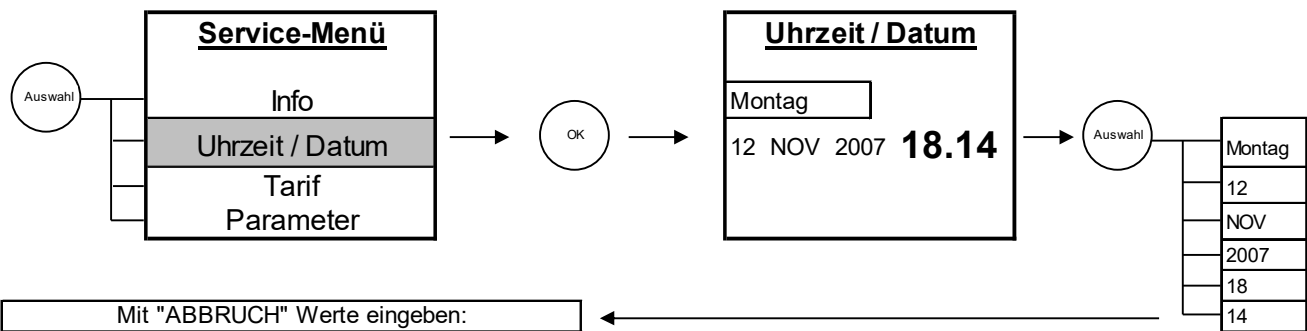 Service-Menü
Auswahl
Info
Uhrzeit / Datum
Tarif
Parameter
OK
Uhrzeit / Datum
Montag
12 NOV 2007 18.14
Auswahl
Montag
12
NOV
2007
18
14
Mit "ABBRUCH" Werte eingeben: